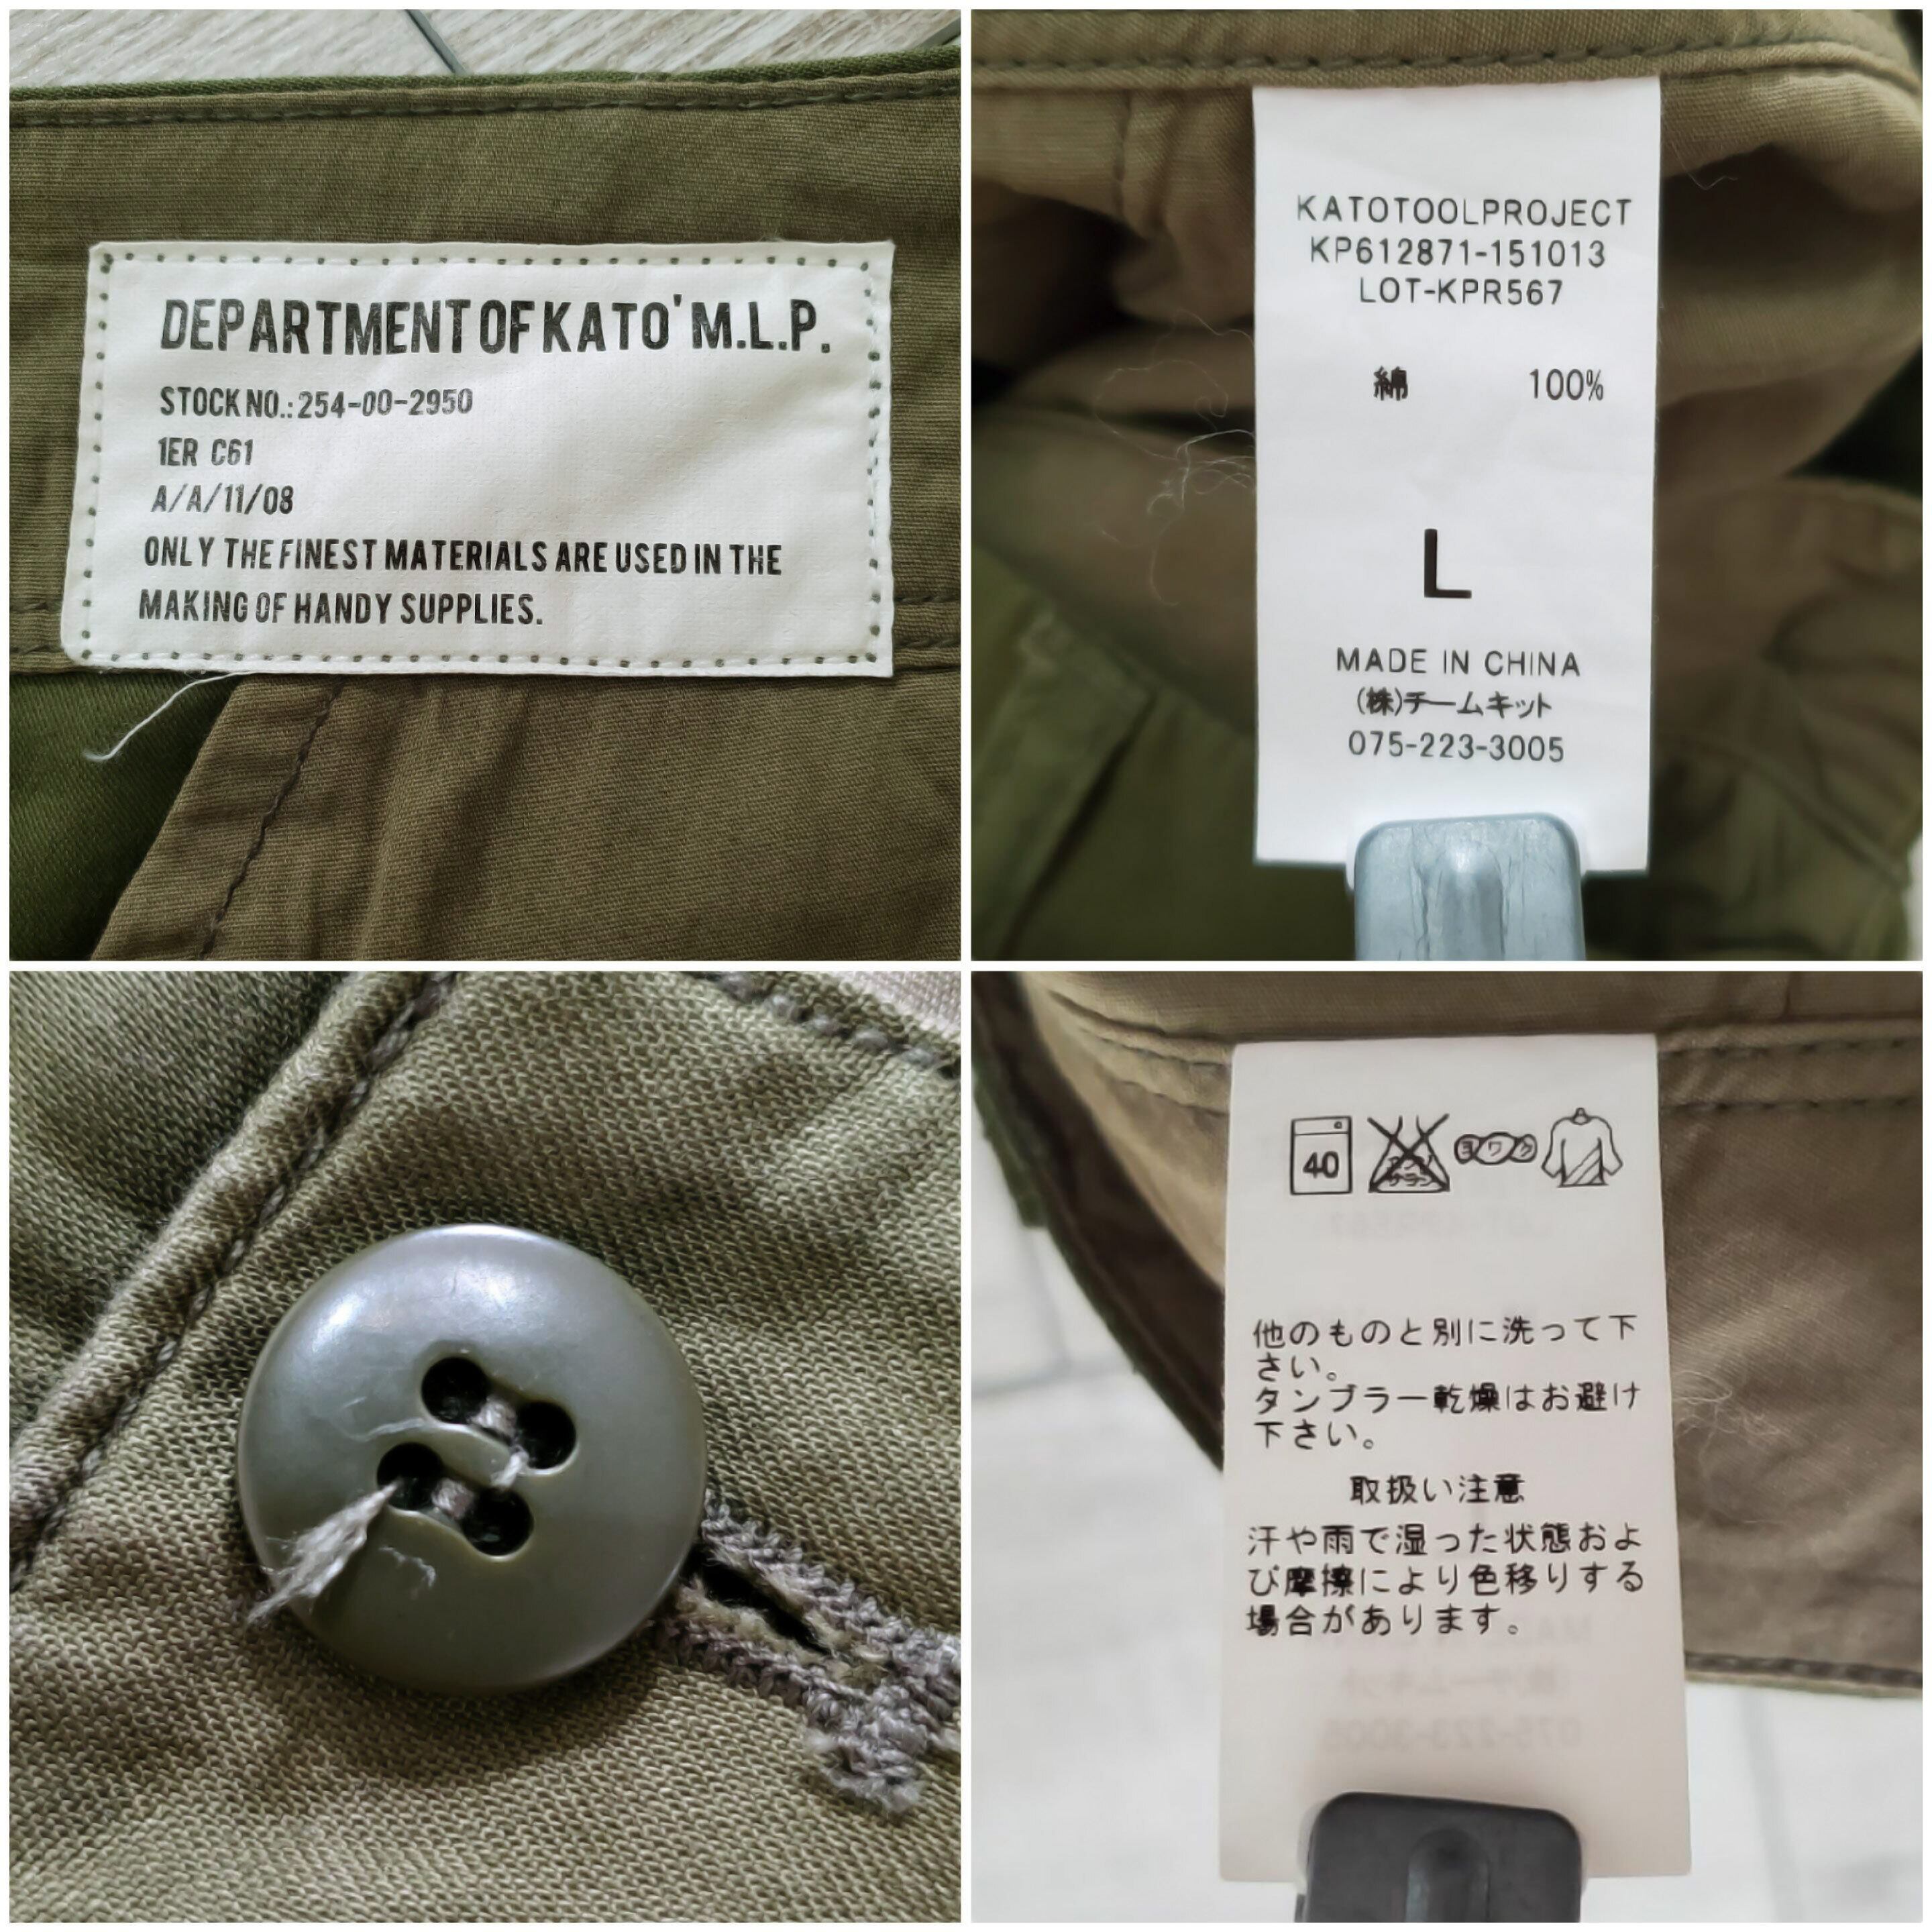 DEPARTMENT OF KATO' M.L.P.
STOCK NO.: 254-00-2950
1ER C61
A/A/11/08
ONLY THE FINEST MATERIALS ARE USED IN THE
MAKING OF HANDY SUPPLIES.
KATOTOOLPROJECT
KP612871-151013
LOT-KPR567
綿 100%
L
MADE IN CHINA
(株)チームキット
075-223-3005
40 ヨワク
他のものと別に洗って下
さい。
タンブラー乾燥はお避け
下さい。
取扱い注意
汗や雨で湿った状態およ
び摩擦により色移りする
場合があります。